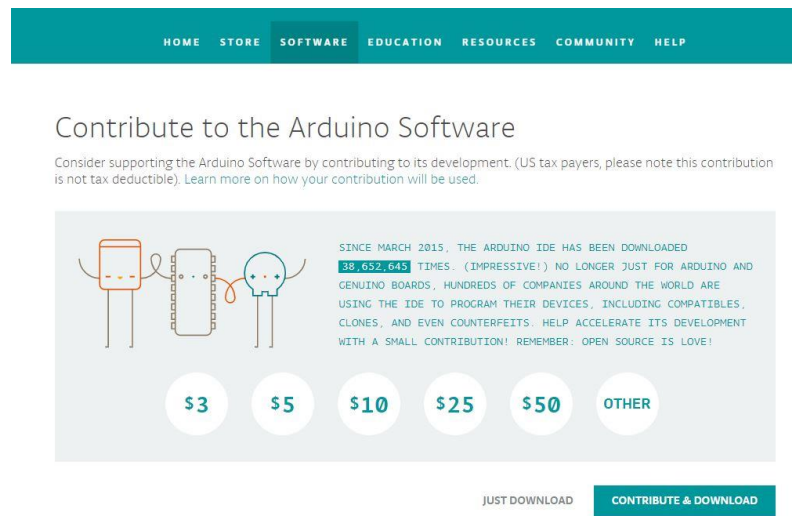 HOME STORE SOFTWARE EDUCATION RESOURCES COMMUNITY HELP
Contribute to the Arduino Software
Consider supporting the Arduino Software by contributing to its development. (US tax payers, please note this contribution
is not tax deductible). Learn more on how your contribution will be used.
SINCE MARCH 2015, THE ARDUINO IDE HAS BEEN DOWNLOADED
38,652,645 TIMES. (IMPRESSIVE!) NO LONGER JUST FOR ARDUINO AND
GENUINO BOARDS, HUNDREDS OF COMPANIES AROUND THE WORLD ARE
USING THE IDE TO PROGRAM THEIR DEVICES, INCLUDING COMPATIBLES,
CLONES, AND EVEN COUNTERFEITS. HELP ACCELERATE ITS DEVELOPMENT
WITH A SMALL CONTRIBUTION! REMEMBER: OPEN SOURCE IS LOVE!
$3 $5 $10 $25 $50 OTHER
JUST DOWNLOAD CONTRIBUTE & DOWNLOAD